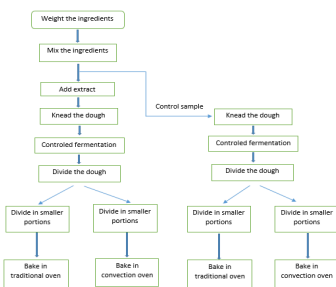 Weight the ingredients
Mix the ingredients
Add extract
Control sample
Knead the dough
Knead the dough
Controled fermentation
Controled fermentation
Divide the dough
Divide the dough
Divide in smaller
portions
Divide in smaller
portions
Divide in smaller
portions
Divide in smaller
portions
Bake in
traditional oven
Bake in
convection oven
Bake in
traditional oven
Bake in
convection oven